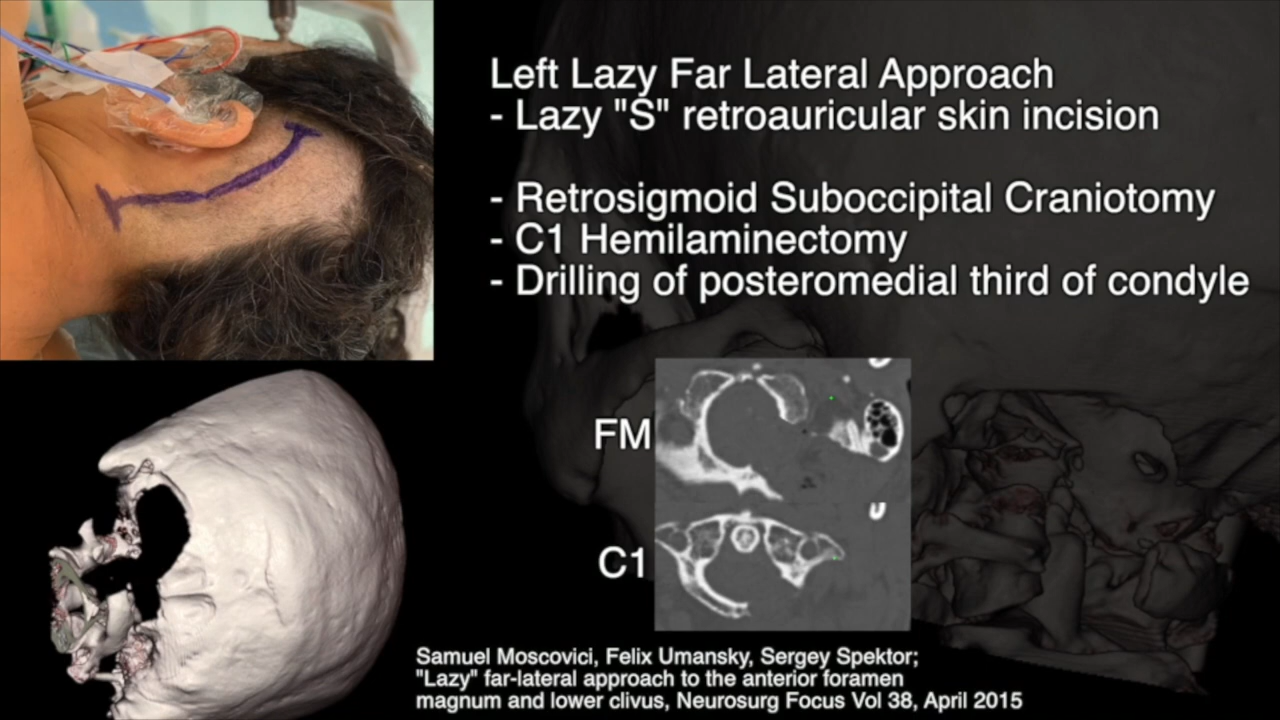 Left Lazy Far Lateral Approach
- Lazy "S" retroauricular skin incision
- Retrosigmoid Suboccipital Craniotomy
- C1 Hemilaminectomy
- Drilling of posteromedial third of condyle
FM
C1
Samuel Moscovici, Felix Umansky, Sergey Spektor;
"Lazy" far-lateral approach to the anterior foramen
magnum and lower clivus, Neurosurg Focus Vol 38, April 2015